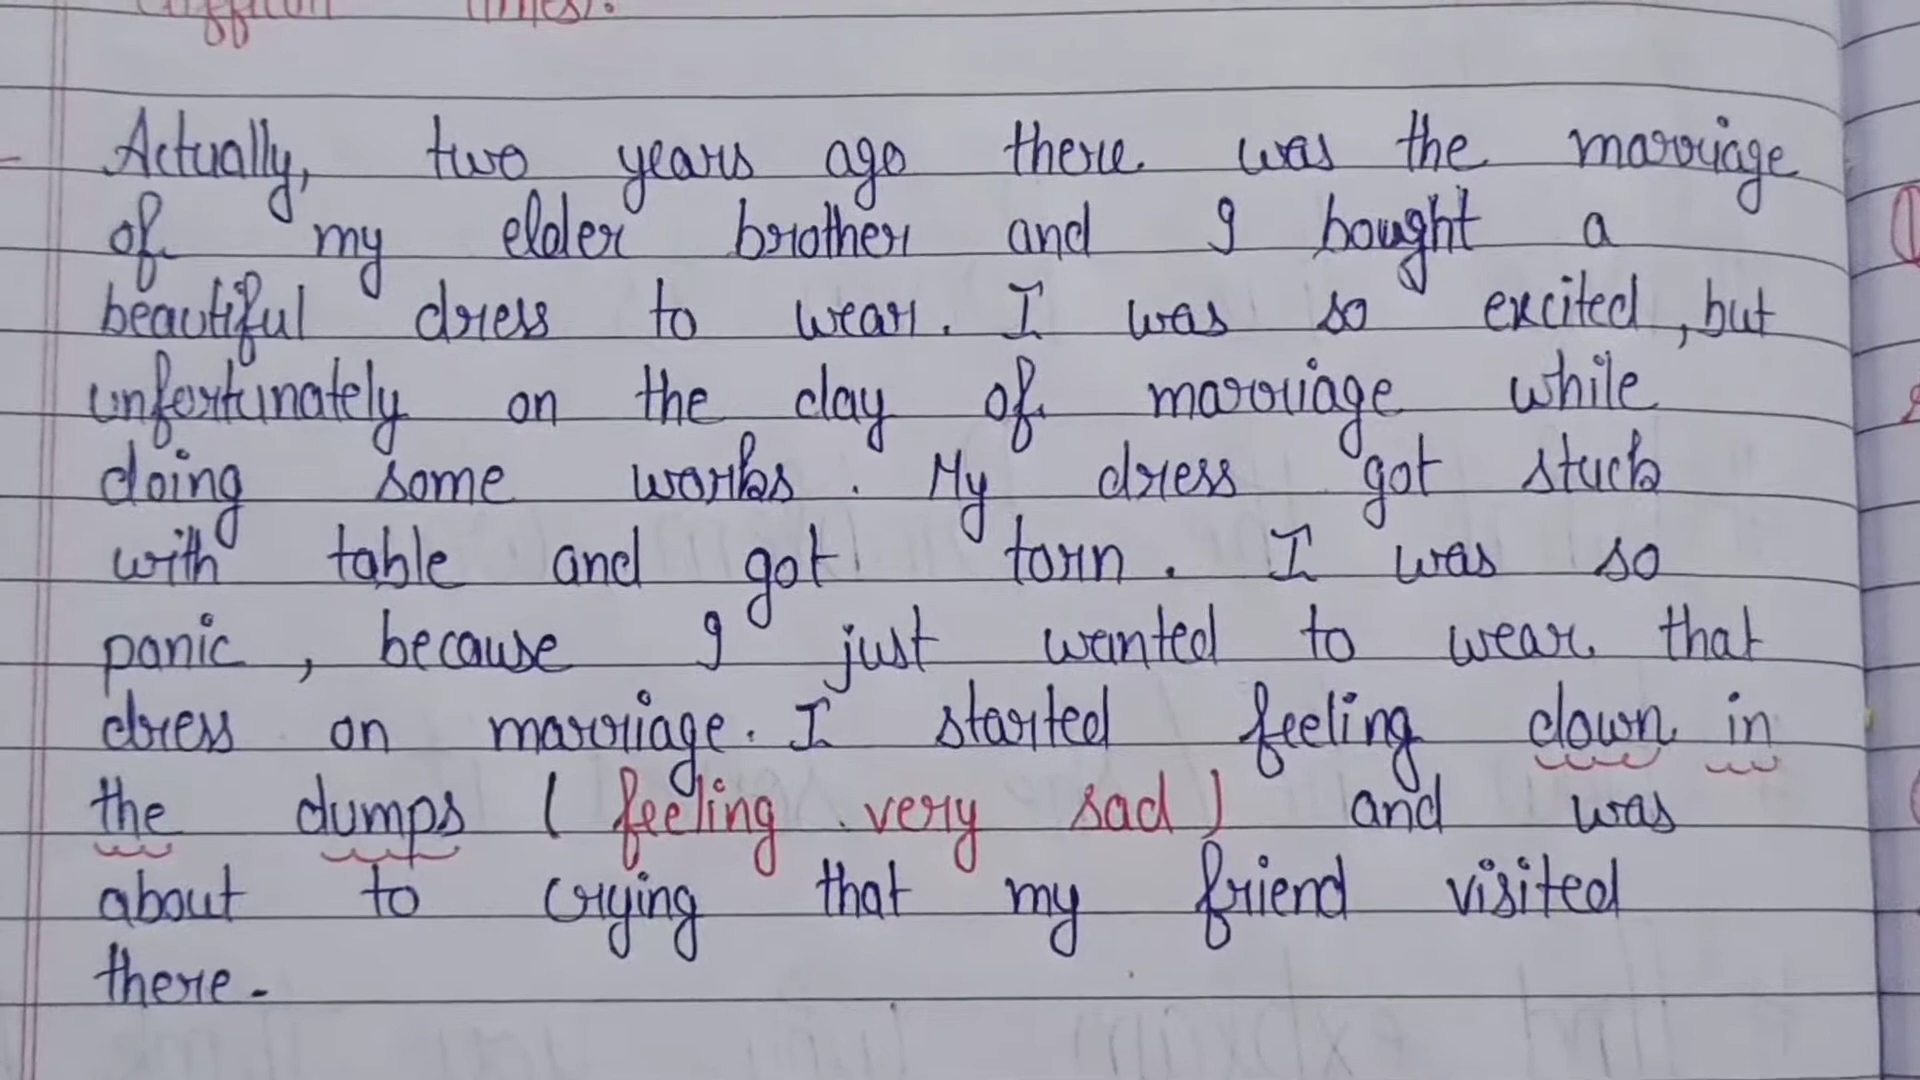 Actually, two years ago there was the marriage
of my elder brother and I bought a
beautiful dress to wear. I was so excited, but
unfortunately on the day of marriage while
doing some works. My dress got stuck
with table and got torn. I was so
panic, because I just wanted to wear that
dress on marriage. I started feeling down in
the dumps (feeling very sad) and was
about to crying that my friend visited
there.